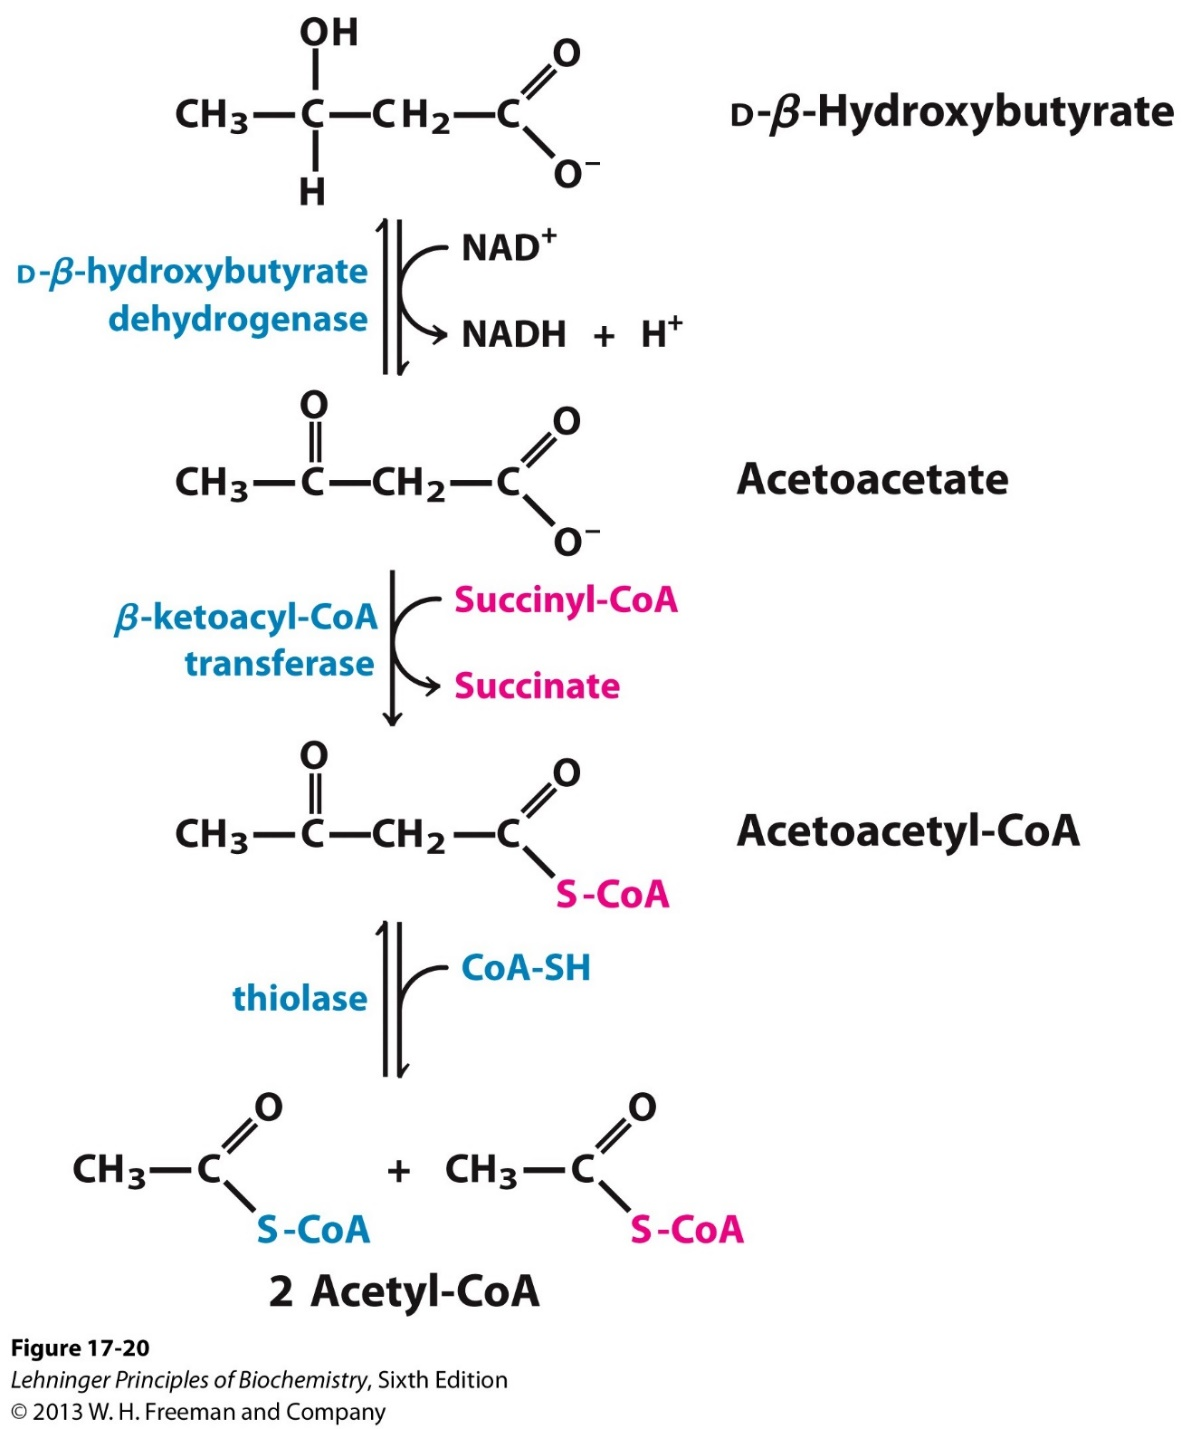 OH
O
CH₃—C—CH₂—C
O⁻
H
D-β-Hydroxybutyrate
D-β-hydroxybutyrate
dehydrogenase
NAD⁺
NADH + H⁺
O
O
CH₃—C—CH₂—C
O⁻
Acetoacetate
β-ketoacyl-CoA
transferase
Succinyl-CoA
Succinate
O
O
CH₃—C—CH₂—C
S-CoA
Acetoacetyl-CoA
thiolase
CoA-SH
O
O
CH₃—C + CH₃—C
S-CoA
S-CoA
2 Acetyl-CoA
Figure 17-20
Lehninger Principles of Biochemistry, Sixth Edition
© 2013 W. H. Freeman and Company